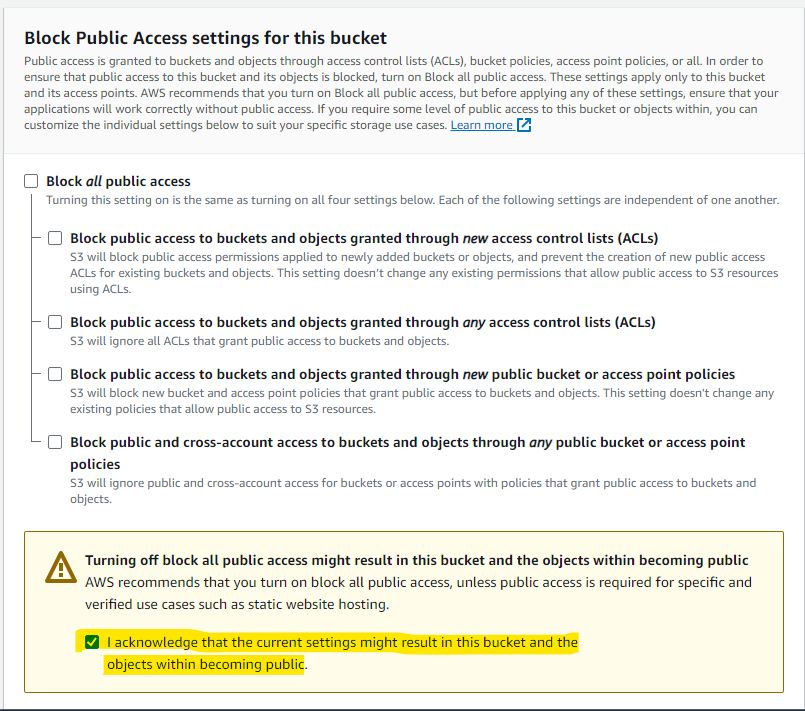 Block Public Access settings for this bucket
Public access is granted to buckets and objects through access control lists (ACLs), bucket policies, access point policies, or all. In order to
ensure that public access to this bucket and its objects is blocked, turn on Block all public access. These settings apply only to this bucket
and its access points. AWS recommends that you turn on Block all public access, but before applying any of these settings, ensure that your
applications will work correctly without public access. If you require some level of public access to this bucket or objects within, you can
customize the individual settings below to suit your specific storage use cases. Learn more
Block all public access
Turning this setting on is the same as turning on all four settings below. Each of the following settings are independent of one another.
Block public access to buckets and objects granted through new access control lists (ACLs)
S3 will block public access permissions applied to newly added buckets or objects, and prevent the creation of new public access
ACLs for existing buckets and objects. This setting doesn't change any existing permissions that allow public access to S3 resources
using ACLs.
Block public access to buckets and objects granted through any access control lists (ACLs)
S3 will ignore all ACLs that grant public access to buckets and objects.
Block public access to buckets and objects granted through new public bucket or access point policies
S3 will block new bucket and access point policies that grant public access to buckets and objects. This setting doesn't change any
existing policies that allow public access to S3 resources.
Block public and cross-account access to buckets and objects through any public bucket or access point
policies
S3 will ignore public and cross-account access for buckets or access points with policies that grant public access to buckets and
objects.
Turning off block all public access might result in this bucket and the objects within becoming public
AWS recommends that you turn on block all public access, unless public access is required for specific and
verified use cases such as static website hosting.
I acknowledge that the current settings might result in this bucket and the
objects within becoming public.